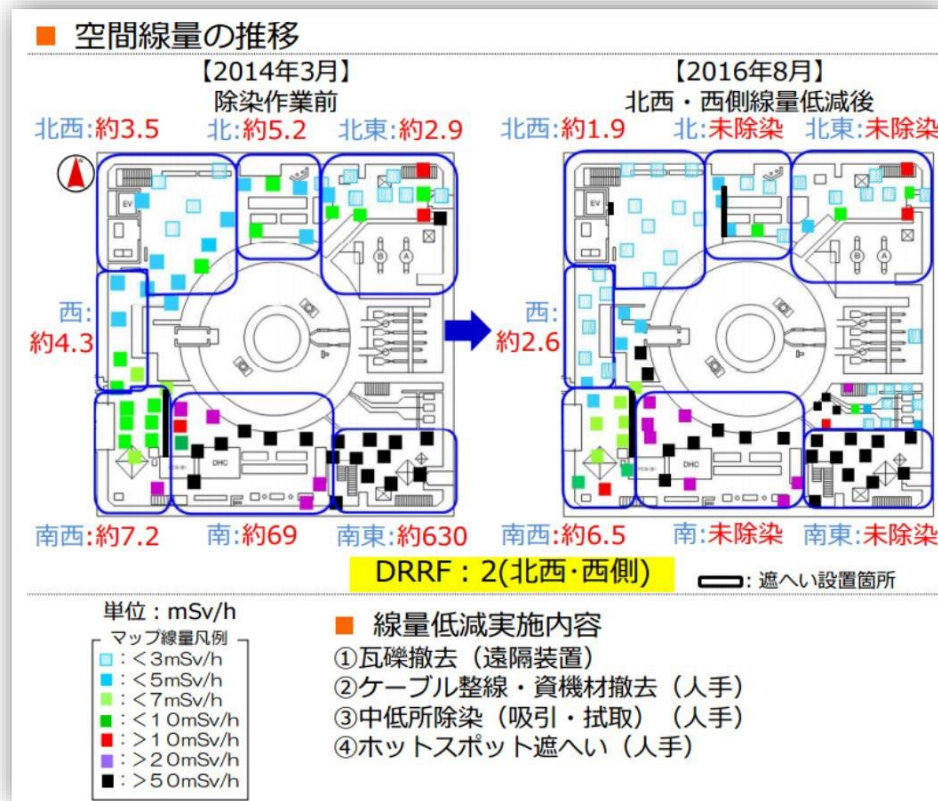 ■ 空間線量の推移
【2014年3月】
除染作業前
北西:約3.5 北:約5.2 北東:約2.9
EV
B A
西:
約4.3
DHC
南西:約7.2 南:約69 南東:約630
【2016年8月】
北西・西側線量低減後
北西:約1.9 北:未除染 北東:未除染
EV
B A
西:
約2.6
DHC
南西:約6.5 南:未除染 南東:未除染
DRRF：2(北西･西側)
：遮へい設置箇所
単位：mSv/h
マップ線量凡例
：＜3mSv/h
：＜5mSv/h
：＜7mSv/h
：＜10mSv/h
：＞10mSv/h
：＞20mSv/h
：＞50mSv/h
■ 線量低減実施内容
①瓦礫撤去（遠隔装置）
②ケーブル整線・資機材撤去（人手）
③中低所除染（吸引・拭取）（人手）
④ホットスポット遮へい（人手）